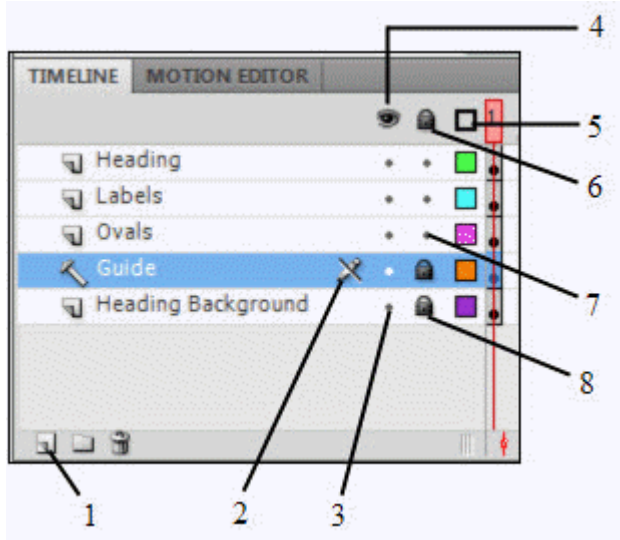 4
TIMELINE MOTION EDITOR
1
5
Heading
6
Labels
Ovals
Guide
7
Heading Background
8
1 2 3